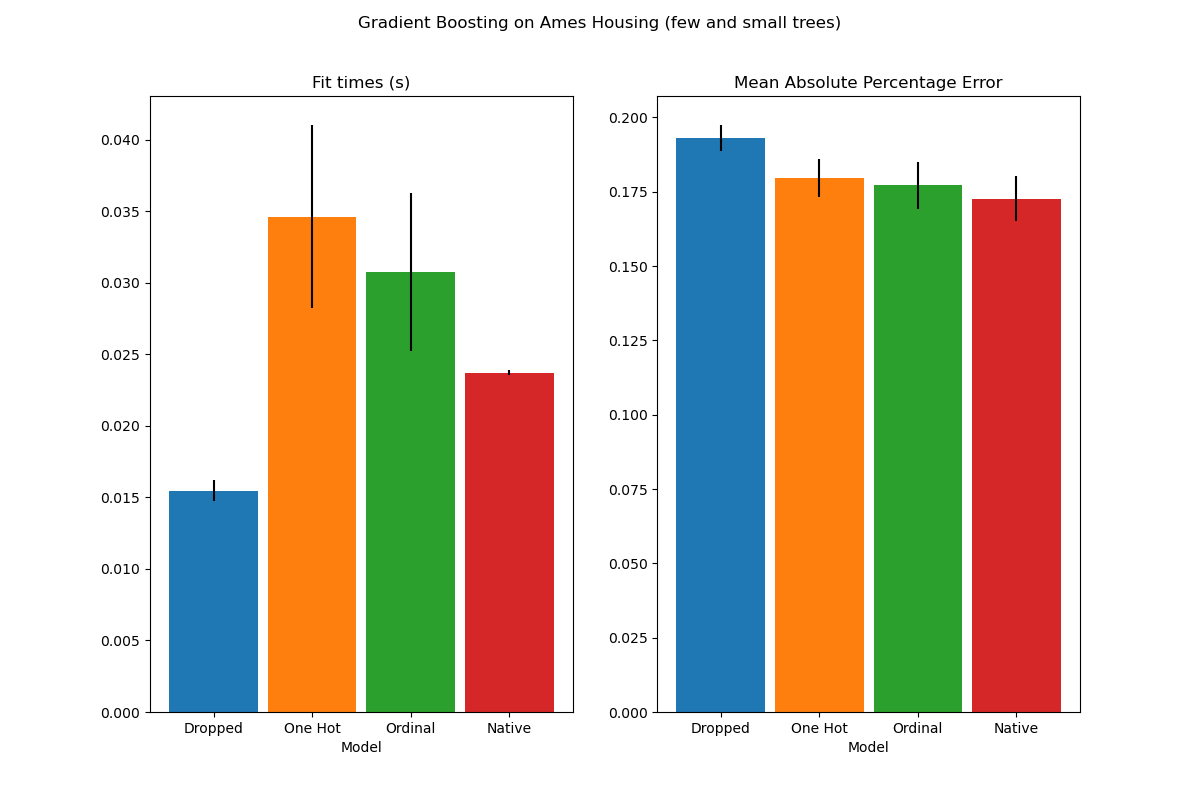 Gradient Boosting on Ames Housing (few and small trees)
Fit times (s)
0.040
0.035
0.030
0.025
0.020
0.015
0.010
0.005
0.000
Dropped One Hot Ordinal Native
Model
Mean Absolute Percentage Error
0.200
0.175
0.150
0.125
0.100
0.075
0.050
0.025
0.000
Dropped One Hot Ordinal Native
Model